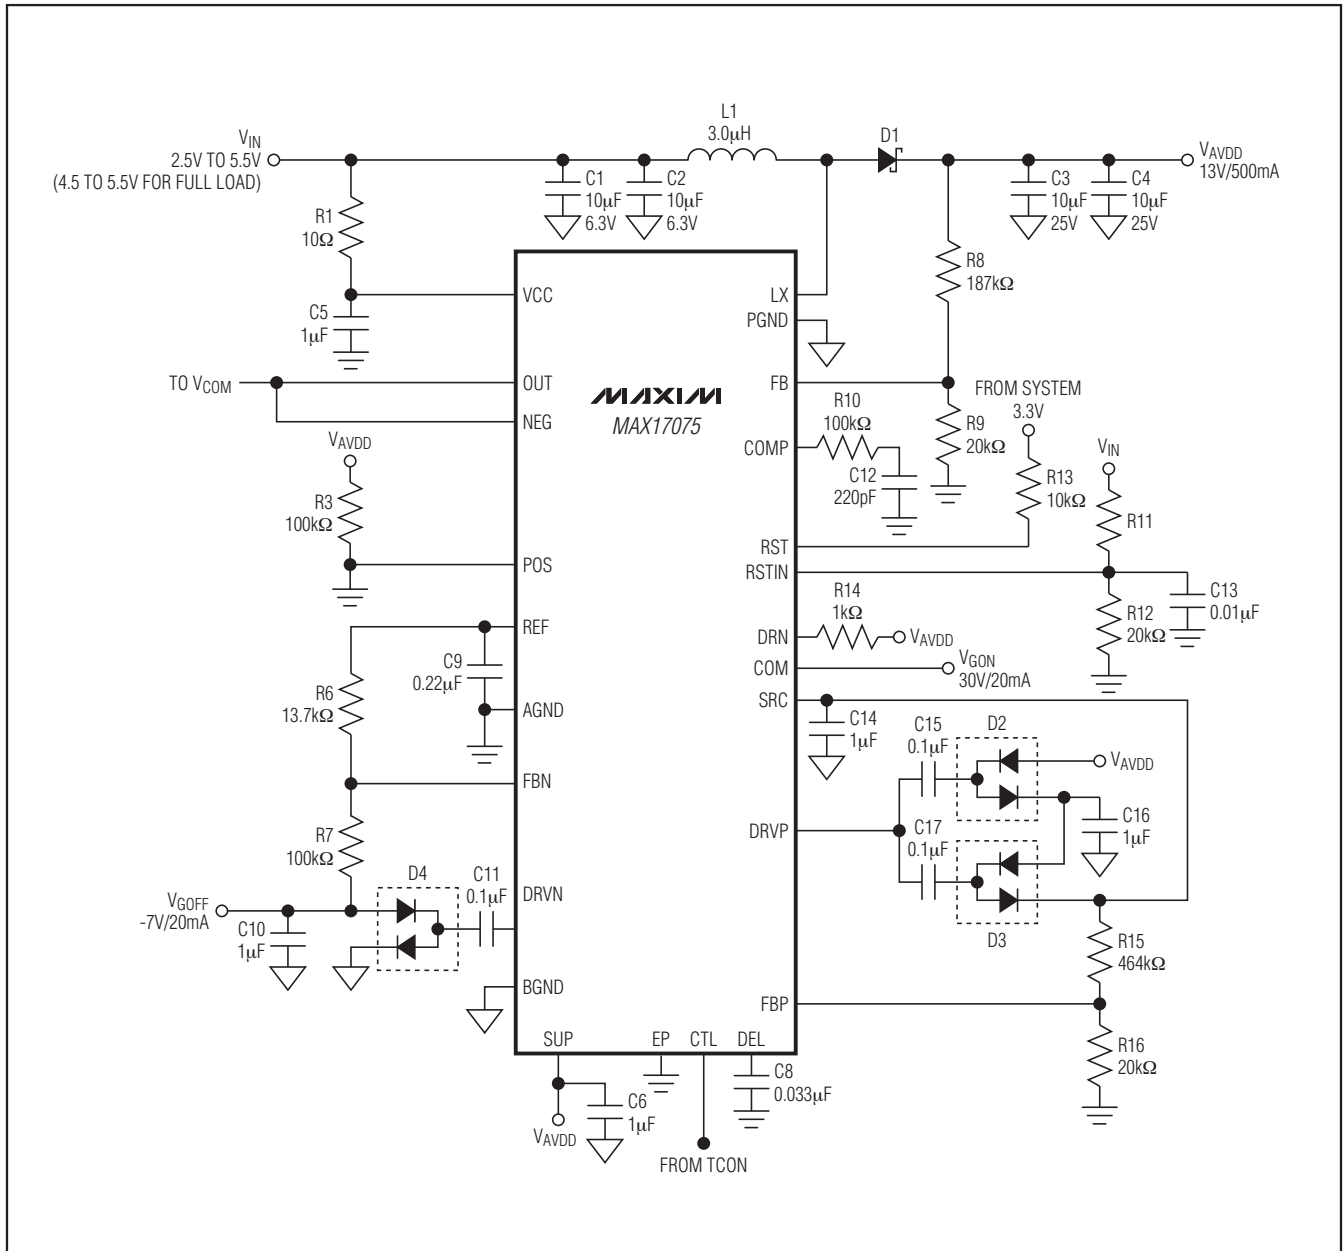 L1
3.0µH
D1
VIN
2.5V TO 5.5V
(4.5 TO 5.5V FOR FULL LOAD)
VAVDD
13V/500mA
C1
10µF
6.3V
C2
10µF
6.3V
C3
10µF
25V
C4
10µF
25V
R1
10Ω
R8
187kΩ
VCC
LX
C5
1µF
PGND
TO VCOM
OUT
FB
NEG
MAXIM
MAX17075
FROM SYSTEM
3.3V
R10
100kΩ
R9
20kΩ
COMP
C12
220pF
VAVDD
R3
100kΩ
R13
10kΩ
VIN
R11
RST
POS
RSTIN
C13
0.01µF
R14
1kΩ
R12
20kΩ
REF
DRN
VAVDD
C9
0.22µF
COM
VGON
30V/20mA
R6
13.7kΩ
SRC
AGND
C14
1µF
C15
0.1µF
D2
VAVDD
FBN
C16
1µF
R7
100kΩ
DRVP
C17
0.1µF
D3
D4
C11
0.1µF
DRVN
VGOFF
-7V/20mA
C10
1µF
R15
464kΩ
BGND
FBP
SUP
EP
CTL
DEL
R16
20kΩ
C8
0.033µF
C6
1µF
VAVDD
FROM TCON